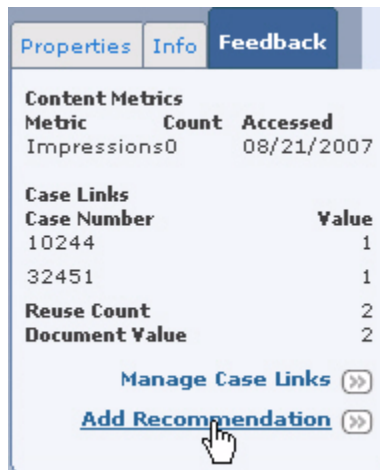 Properties Info Feedback
Content Metrics
Metric Count Accessed
Impressions0 08/21/2007
Case Links
Case Number Value
10244 1
32451 1
Reuse Count 2
Document Value 2
Manage Case Links
Add Recommendation